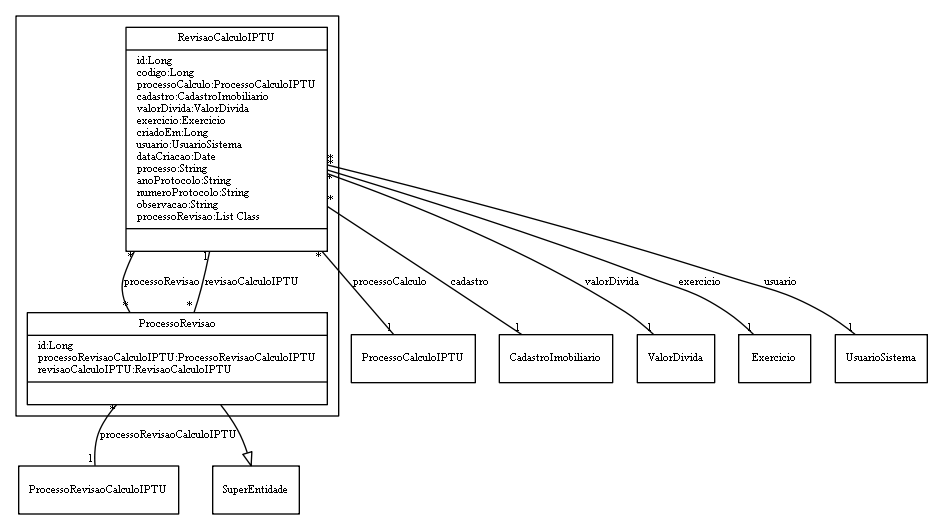 RevisaoCalculoIPTU
id:Long
codigo:Long
processoCalculo:ProcessoCalculoIPTU
cadastro:CadastroImobiliario
valorDivida:ValorDivida
exercicio:Exercicio
criadoEm:Long
usuario:UsuarioSistema
dataCriacao:Date
processo:String
anoProtocolo:String
numeroProtocolo:String
observacao:String
processoRevisao:List Class
*
*
*
*
* 1 *
processoRevisao revisaoCalculoIPTU processoCalculo cadastro valorDivida exercicio usuario
* *
1 1 1 1 1
ProcessoRevisao
id:Long
processoRevisaoCalculoIPTU:ProcessoRevisaoCalculoIPTU
revisaoCalculoIPTU:RevisaoCalculoIPTU
ProcessoCalculoIPTU CadastroImobiliario ValorDivida Exercicio UsuarioSistema
*
processoRevisaoCalculoIPTU
1
ProcessoRevisaoCalculoIPTU SuperEntidade